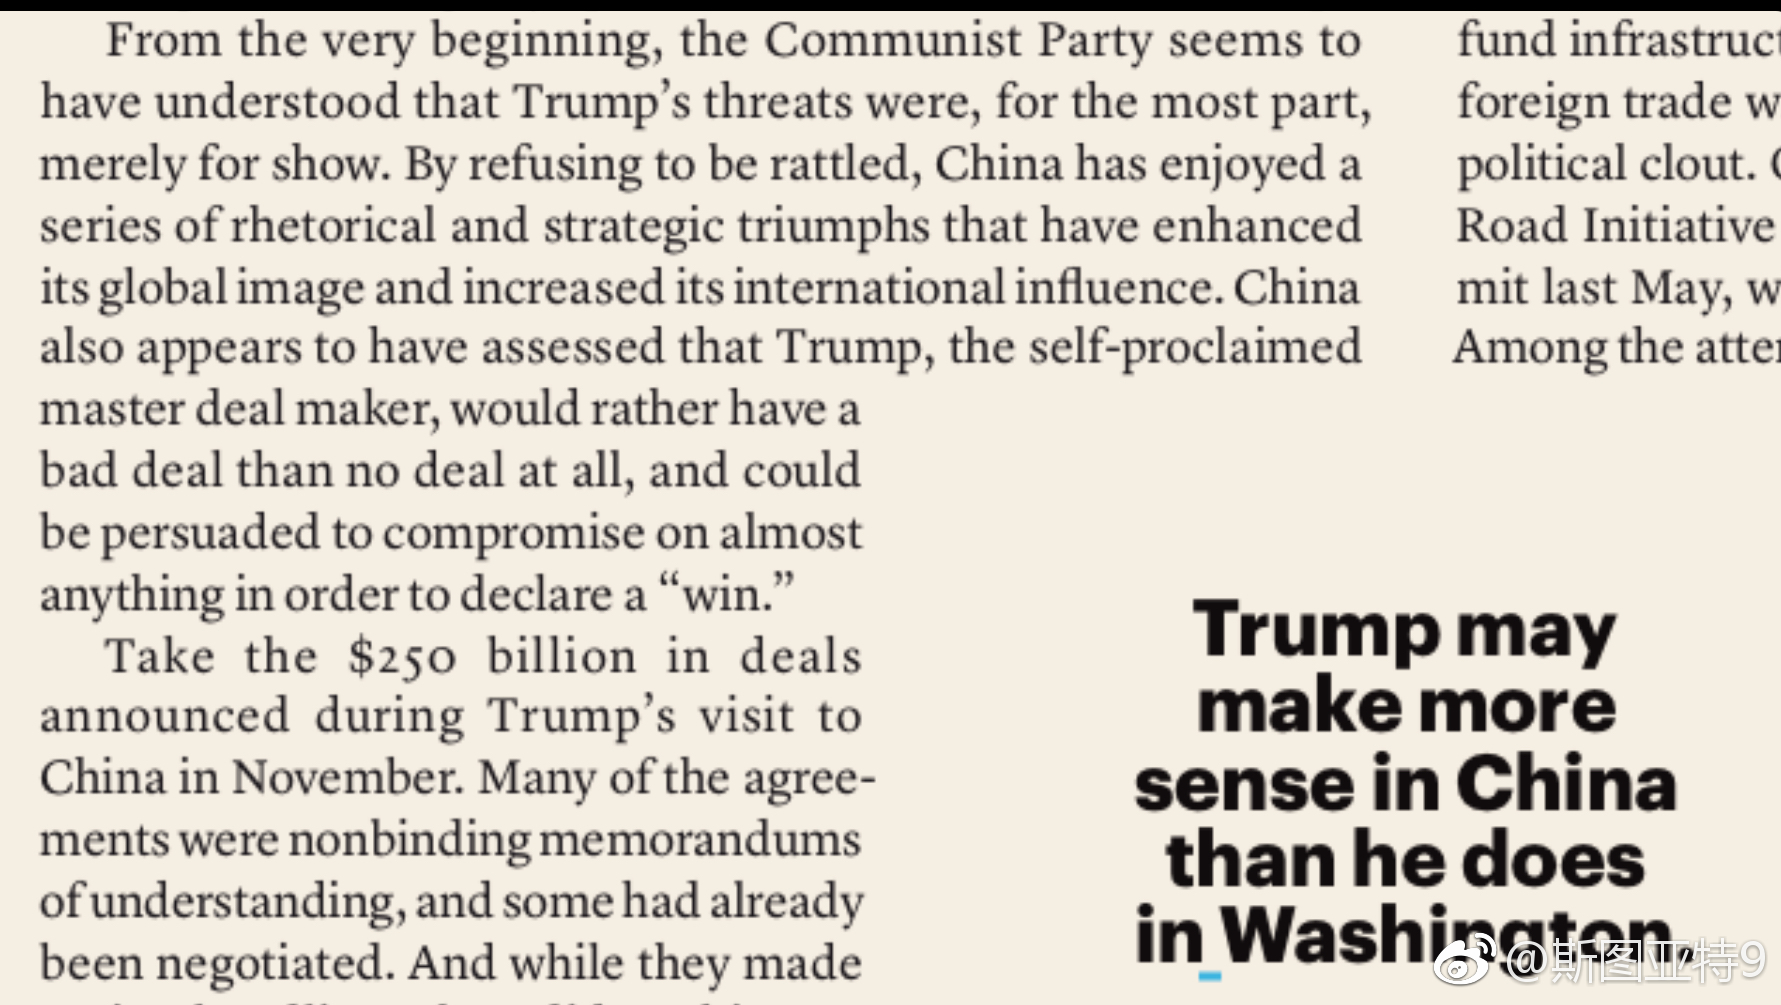 From the very beginning, the Communist Party seems to
have understood that Trump’s threats were, for the most part,
merely for show. By refusing to be rattled, China has enjoyed a
series of rhetorical and strategic triumphs that have enhanced
its global image and increased its international influence. China
also appears to have assessed that Trump, the self-proclaimed
master deal maker, would rather have a
bad deal than no deal at all, and could
be persuaded to compromise on almost
anything in order to declare a “win.”
Take the $250 billion in deals
announced during Trump’s visit to
China in November. Many of the agree-
ments were nonbinding memorandums
of understanding, and some had already
been negotiated. And while they made
fund infrastruct
foreign trade w
political clout.
Road Initiative
mit last May, w
Among the atte
Trump may
make more
sense in China
than he does
in Washington.
@斯图亚特9